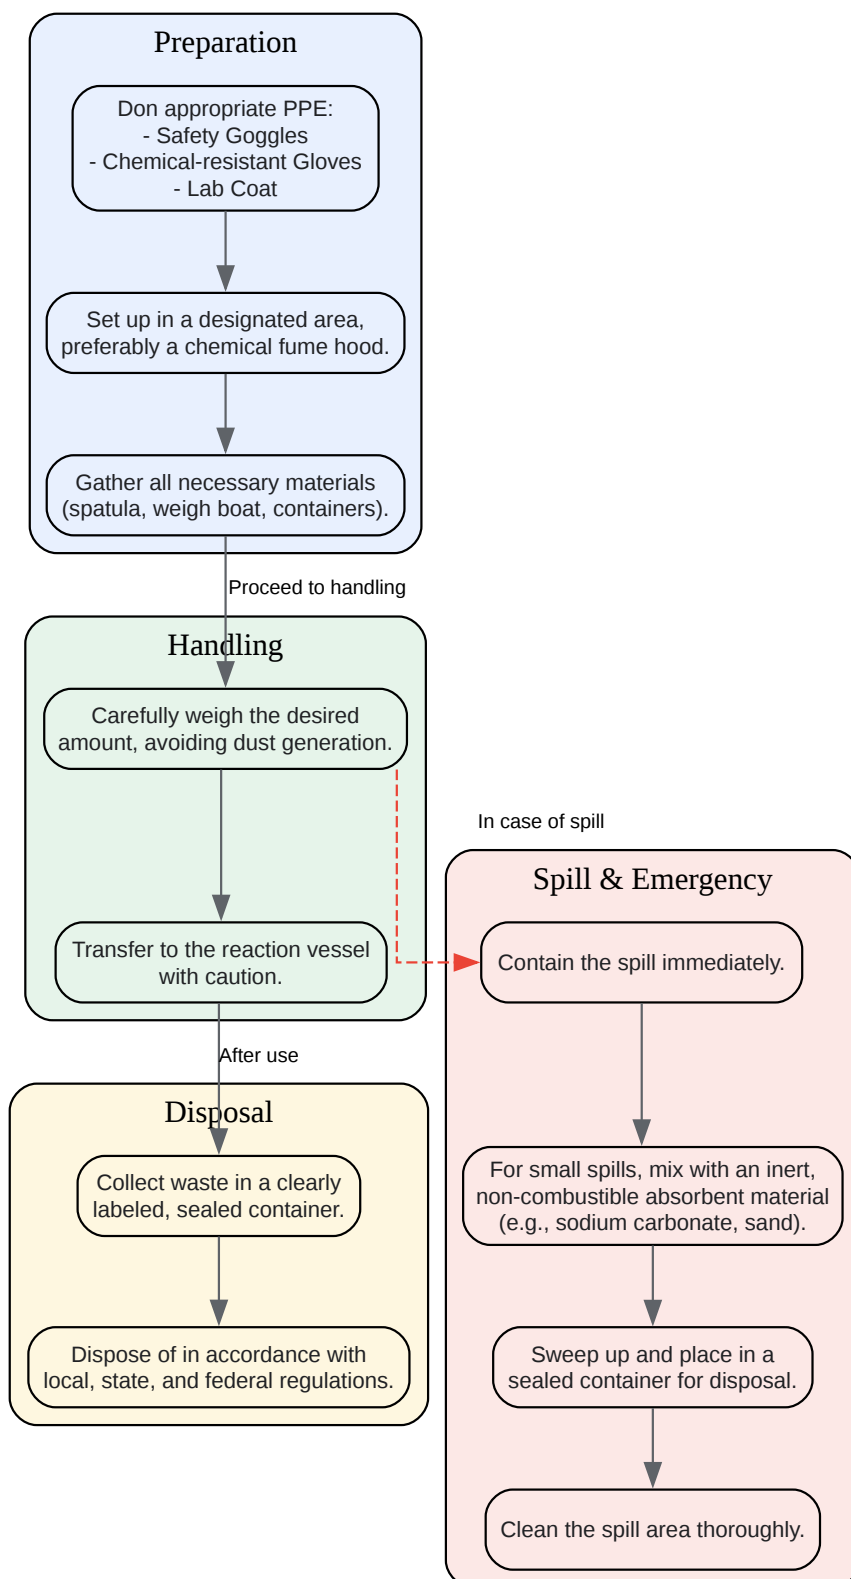 Preparation
Don appropriate PPE:
- Safety Goggles
- Chemical-resistant Gloves
- Lab Coat
Set up in a designated area,
preferably a chemical fume hood.
Gather all necessary materials
(spatula, weigh boat, containers).
Proceed to handling
Handling
Carefully weigh the desired
amount, avoiding dust generation.
Transfer to the reaction vessel
with caution.
After use
Disposal
Collect waste in a clearly
labeled, sealed container.
Dispose of in accordance with
local, state, and federal regulations.
In case of spill
Spill & Emergency
Contain the spill immediately.
For small spills, mix with an inert,
non-combustible absorbent material
(e.g., sodium carbonate, sand).
Sweep up and place in a
sealed container for disposal.
Clean the spill area thoroughly.